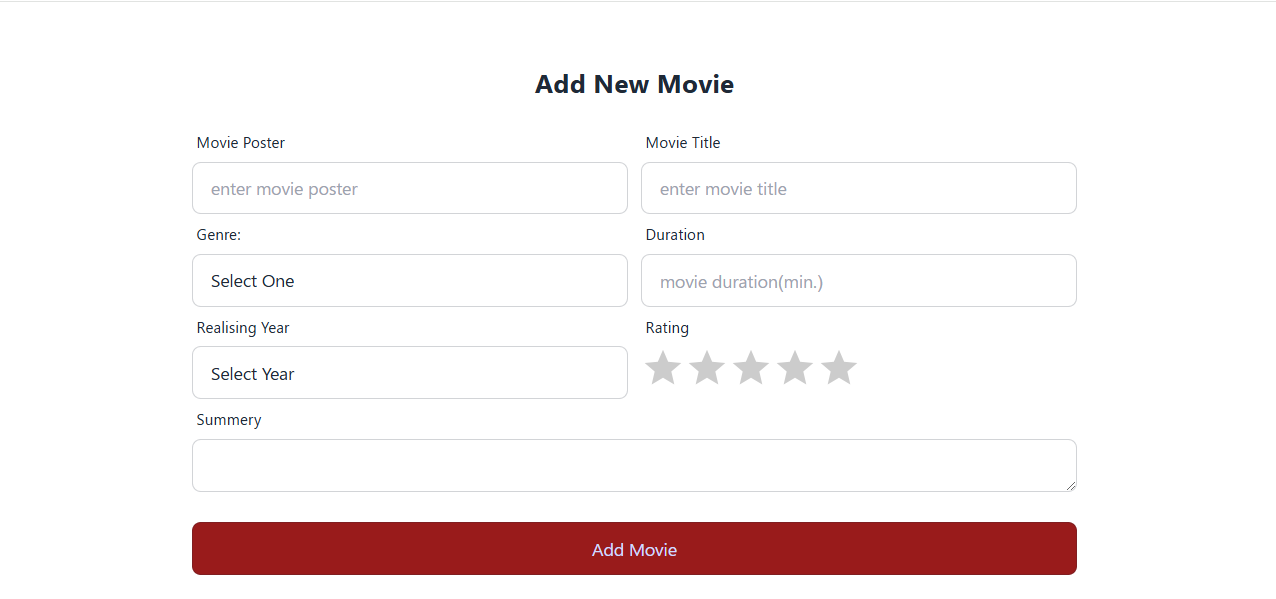 Add New Movie
Movie Poster
Movie Title
enter movie poster
enter movie title
Genre:
Duration
Select One
movie duration(min.)
Realising Year
Rating
Select Year
Summery
Add Movie